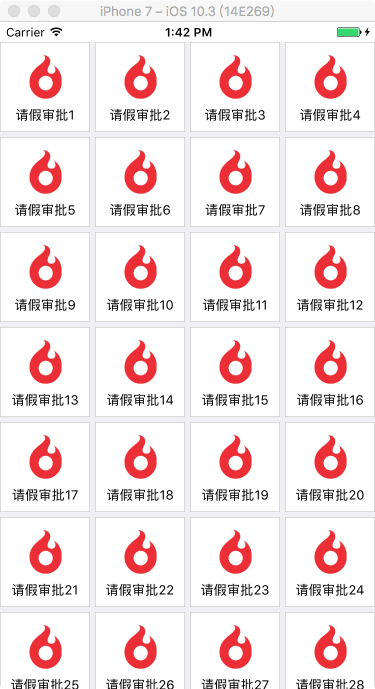 iPhone 7 – iOS 10.3 (14E269)
Carrier 1:42 PM
请假审批1 请假审批2 请假审批3 请假审批4
请假审批5 请假审批6 请假审批7 请假审批8
请假审批9 请假审批10 请假审批11 请假审批12
请假审批13 请假审批14 请假审批15 请假审批16
请假审批17 请假审批18 请假审批19 请假审批20
请假审批21 请假审批22 请假审批23 请假审批24
请假审批25 请假审批26 请假审批27 请假审批28